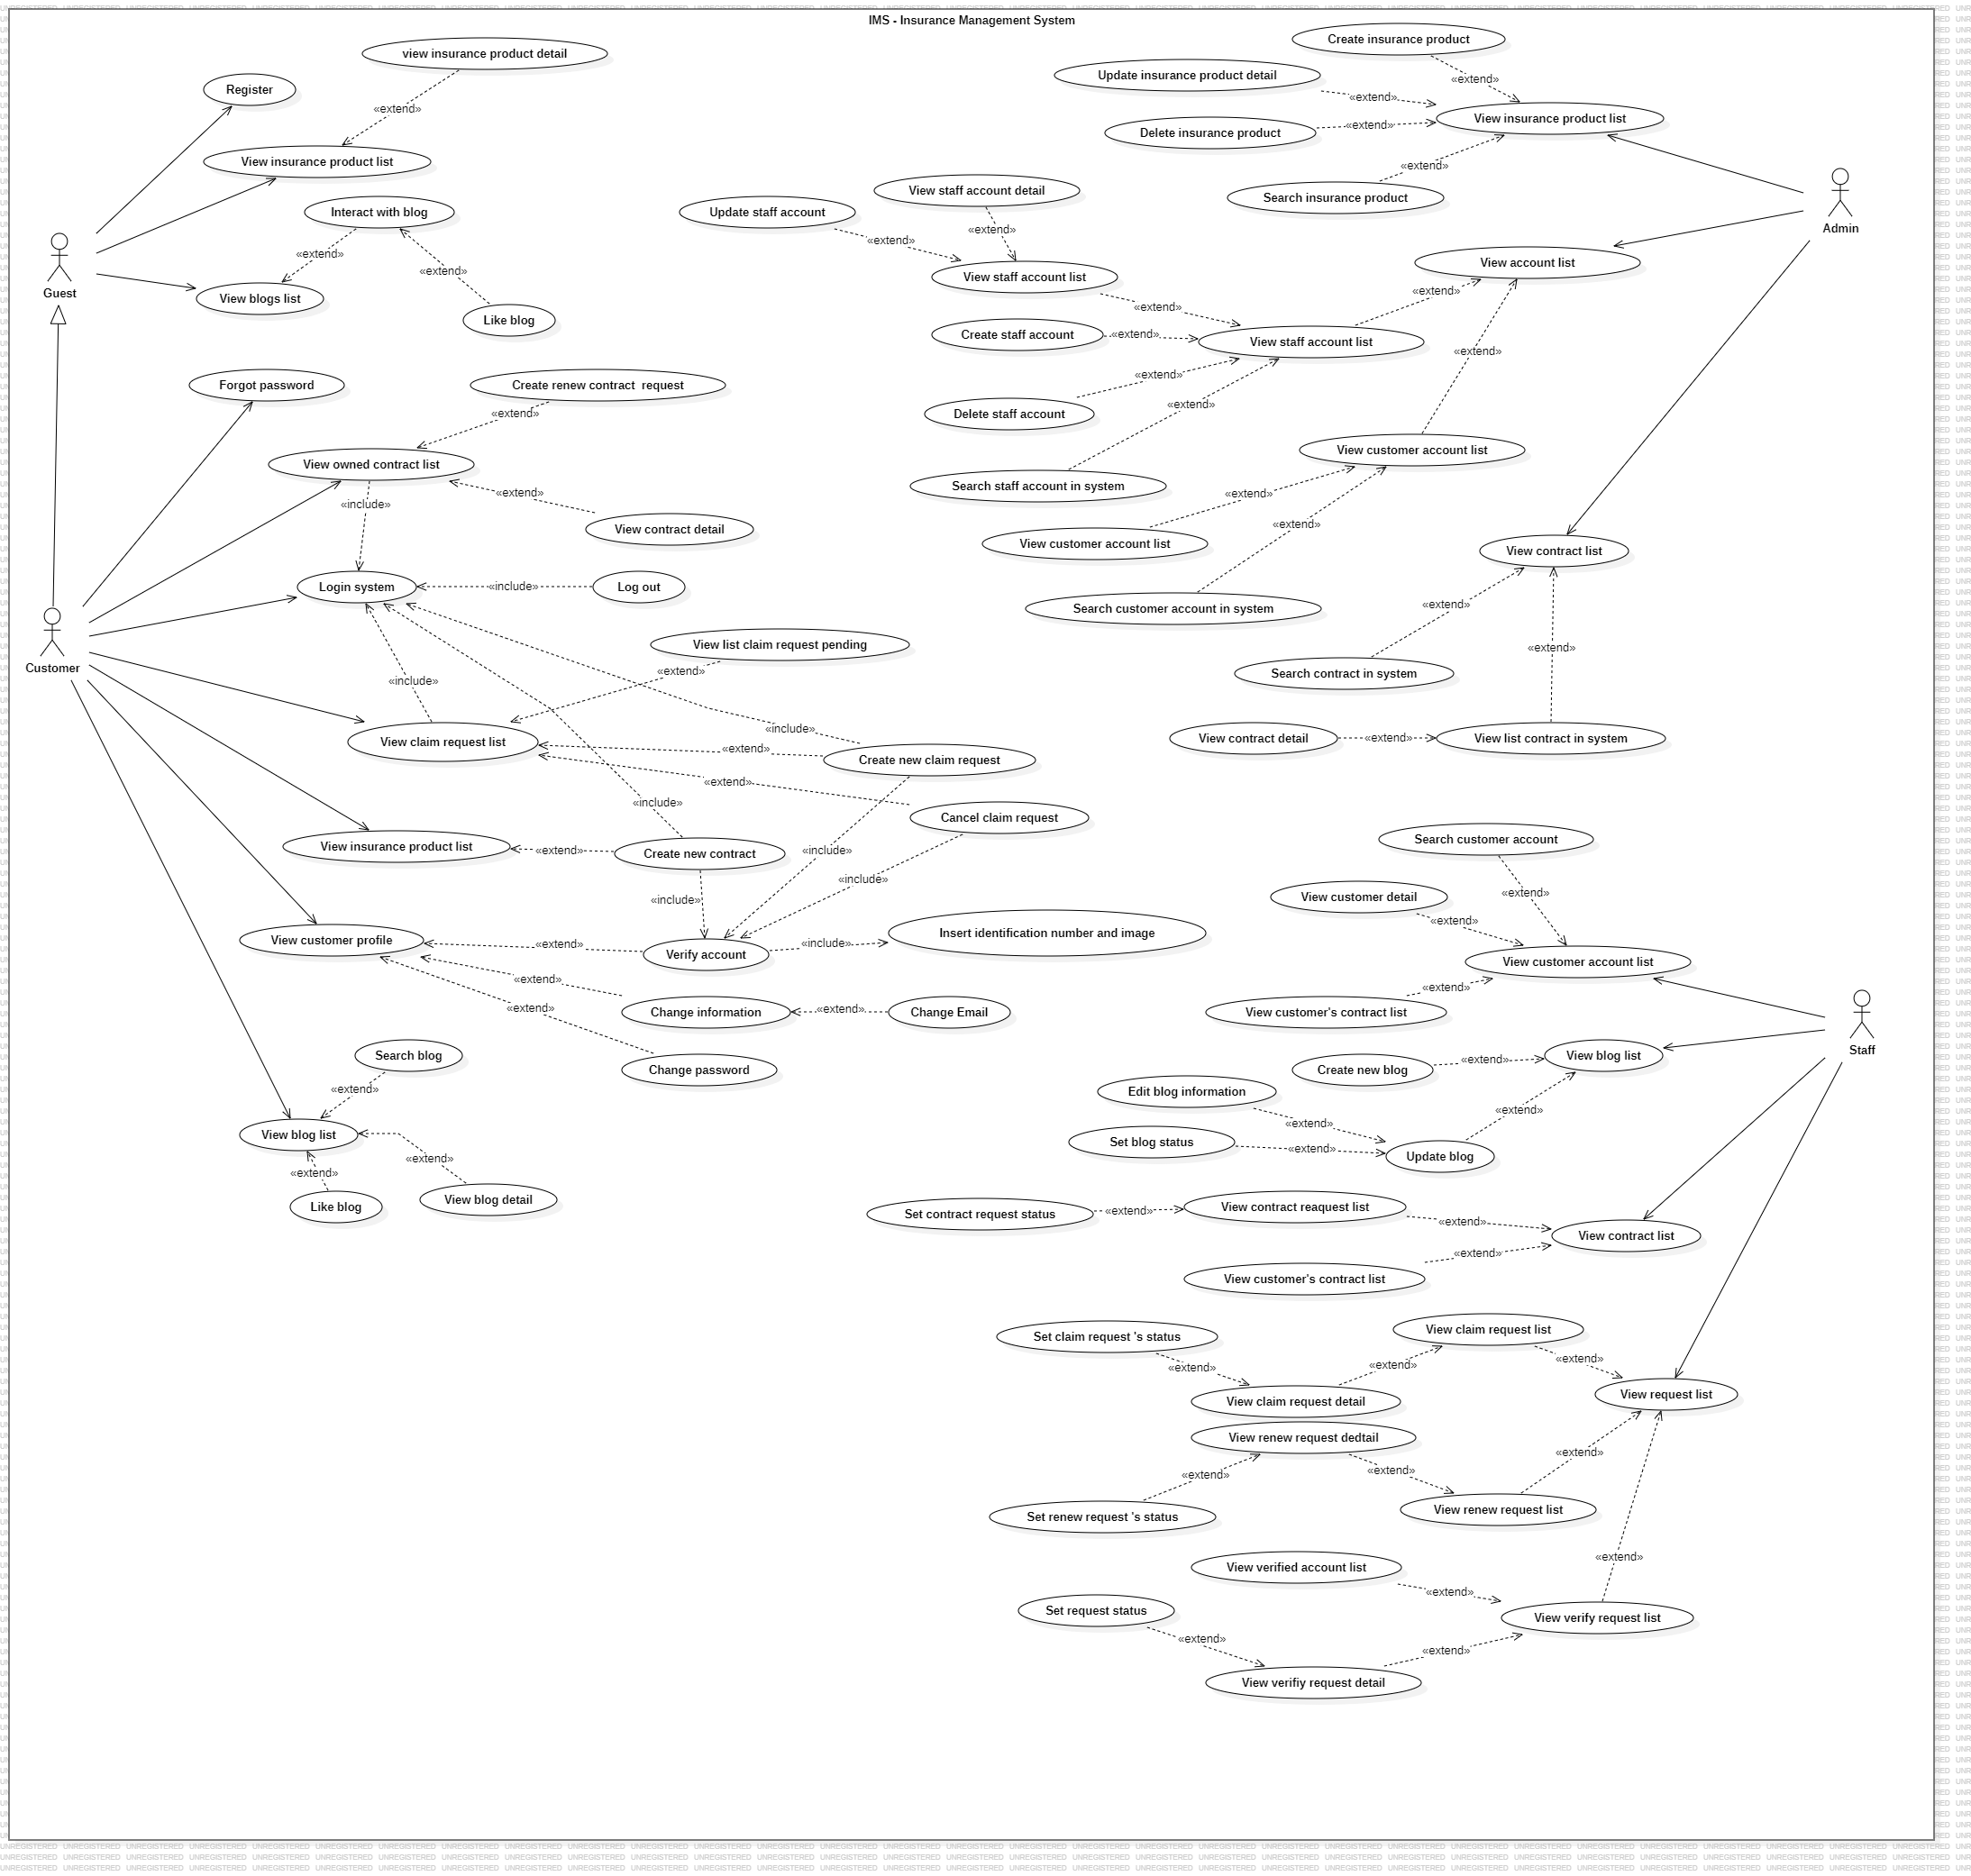 IMS - Insurance Management System
view insurance product detail
Register
«extend»
View insurance product list
Interact with blog
«extend»
«extend»
View blogs list
Like blog
Guest
Forgot password
Create renew contract  request
«extend»
View owned contract list
«include»
«extend»
View contract detail
Login system
«include»
Log out
Customer
View list claim request pending
«extend»
«include»
«include»
View claim request list
«extend»
Create new claim request
«extend»
«include»
Cancel claim request
View insurance product list
«extend»
Create new contract
«include»
«include»
«include»
View customer profile
«extend»
Verify account
«include»
Insert identification number and image
«extend»
«extend»
Change information
«extend»
Change Email
Change password
Search blog
«extend»
View blog list
«extend»
«extend»
Like blog
View blog detail
Create insurance product
Update insurance product detail
«extend»
«extend»
View insurance product list
Delete insurance product
«extend»
«extend»
Search insurance product
Admin
View staff account detail
Update staff account
«extend»
«extend»
View staff account list
View account list
«extend»
«extend»
Create staff account
«extend»
View staff account list
«extend»
«extend»
Delete staff account
«extend»
View customer account list
Search staff account in system
«extend»
«extend»
View customer account list
View contract list
Search customer account in system
«extend»
«extend»
Search contract in system
View contract detail
«extend»
View list contract in system
Search customer account
View customer detail
«extend»
«extend»
View customer account list
«extend»
View customer's contract list
Staff
View blog list
Create new blog
«extend»
Edit blog information
«extend»
«extend»
Set blog status
«extend»
Update blog
Set contract request status
«extend»
View contract reaquest list
«extend»
View contract list
«extend»
View customer's contract list
Set claim request 's status
View claim request list
«extend»
«extend»
«extend»
View claim request detail
View request list
View renew request dedtail
«extend»
«extend»
«extend»
Set renew request 's status
View renew request list
«extend»
View verified account list
«extend»
Set request status
View verify request list
«extend»
«extend»
View verifiy request detail
UNREGISTERED UNREGISTERED UNREGISTERED UNREGISTERED UNREGISTERED UNREGISTERED